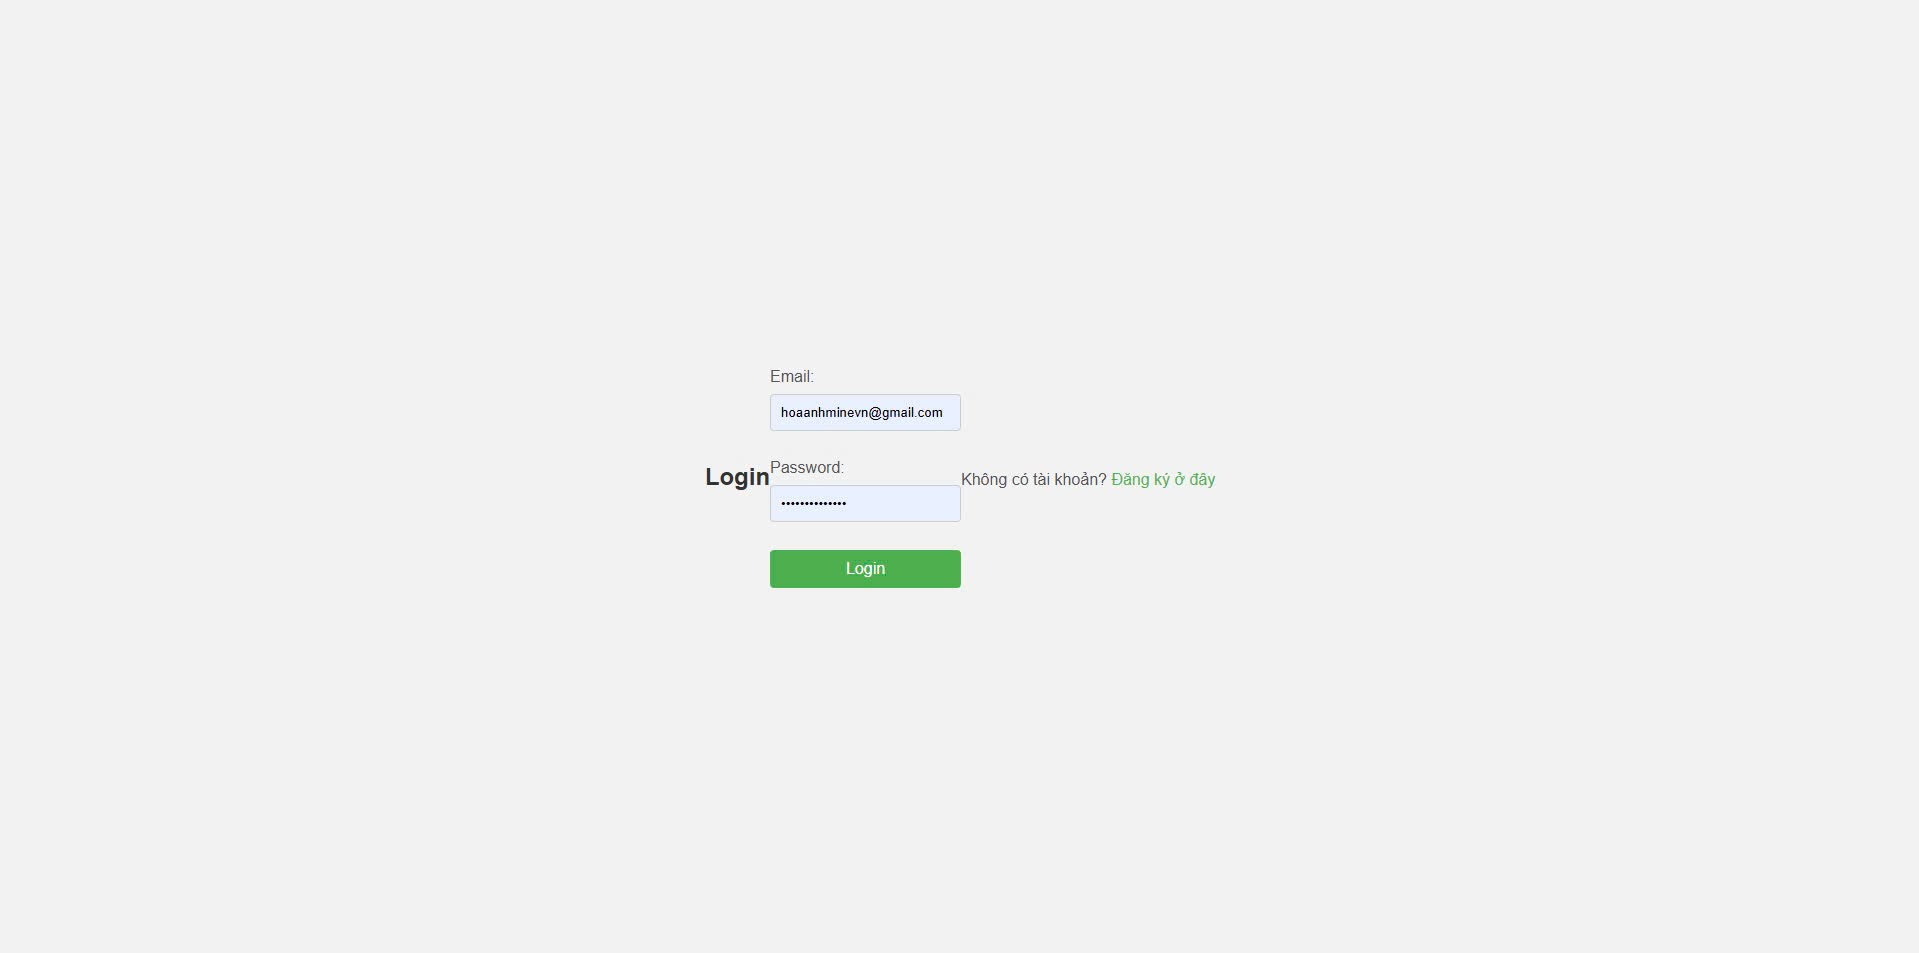 Email:
hoaanhminevn@gmail.com
Login
Password:
••••••••••••••
Không có tài khoản? Đăng ký ở đây
Login